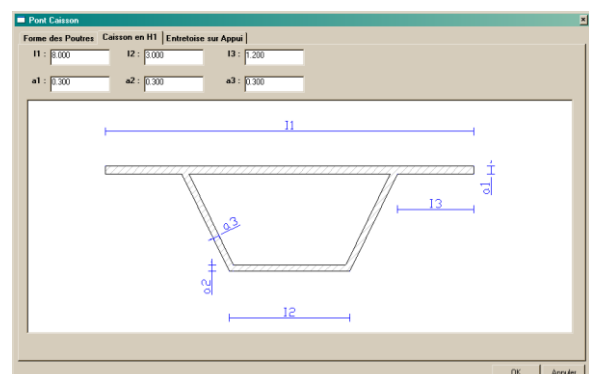 Pont Caisson
Forme des Poutres Caisson en H1 Entretoise sur Appui
l1 : 8.000 l2 : 3.000 l3 : 1.200
a1 : 0.300 a2 : 0.300 a3 : 0.300
l1
a1
l3
a3
a2
l2
OK Annuler